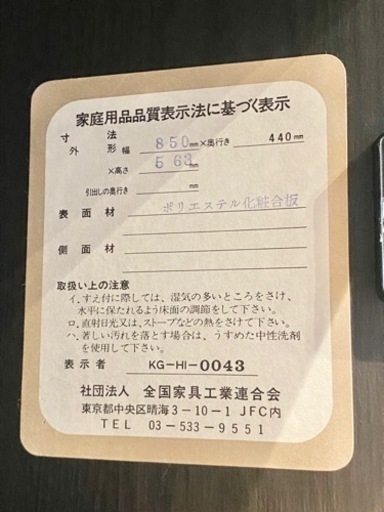 家庭用品品質表示法に基づく表示
寸法
外形 幅 850mm×奥行き 440mm
×高さ 563mm
引出しの奥行き mm
表面材 ポリエステル化粧合板
側面材
取扱い上の注意
イ.すえ付に際しては、湿気の多いところをさけ、
水平に保たれるよう床面の調節をして下さい。
ロ.直射日光又は、ストーブなどの熱をさけて下さい。
ハ.著しい汚れを落とす場合は、うすめた中性洗剤
を使用して下さい。
表示者 KG-HI-0043
社団法人 全国家具工業連合会
東京都中央区晴海3-10-1 JFC内
TEL 03-533-9551